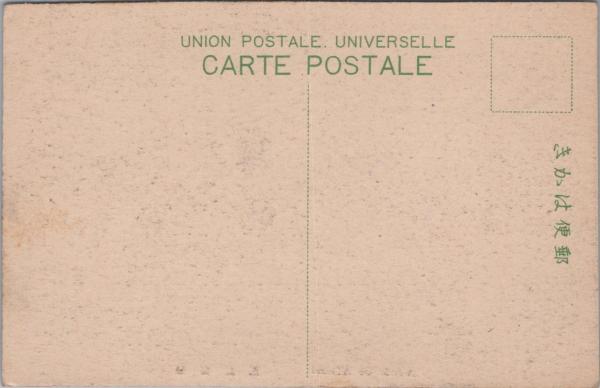 UNION POSTALE. UNIVERSELLE
CARTE POSTALE
きかは便郵